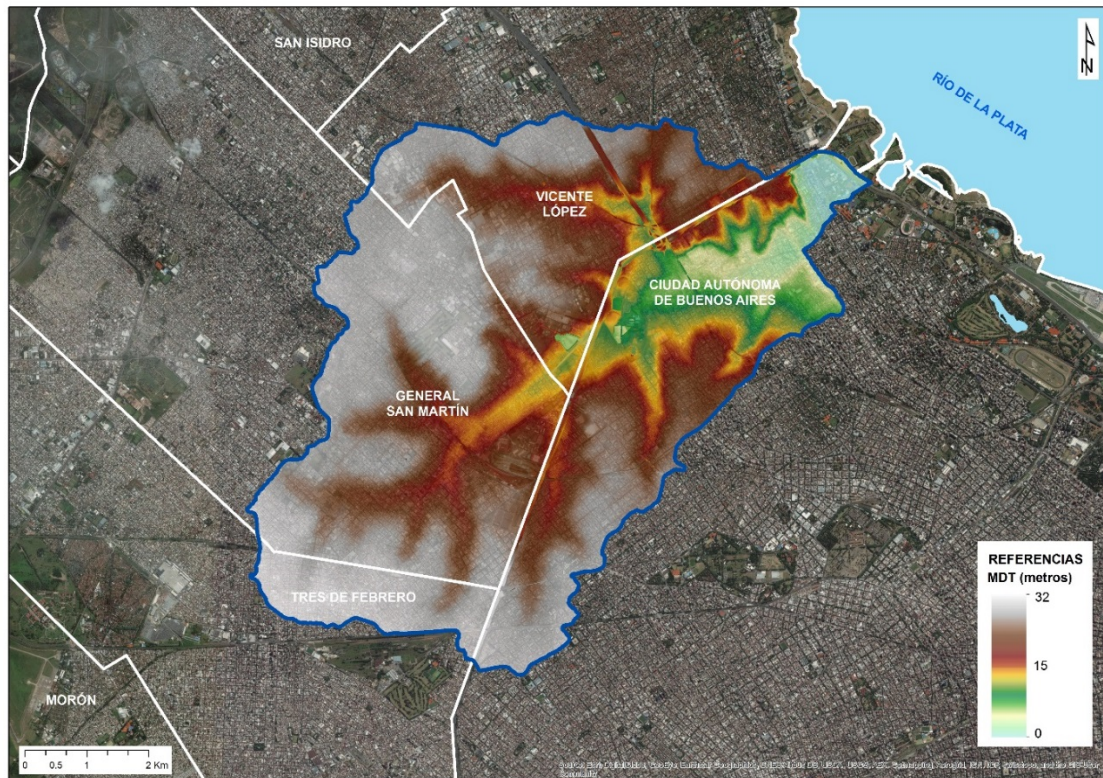 SAN ISIDRO
N
RÍO DE LA PLATA
VICENTE
LÓPEZ
CIUDAD AUTÓNOMA
DE BUENOS AIRES
GENERAL
SAN MARTÍN
TRES DE FEBRERO
MORÓN
REFERENCIAS
MDT (metros)
32
15
0
0 0.5 1 2 Km